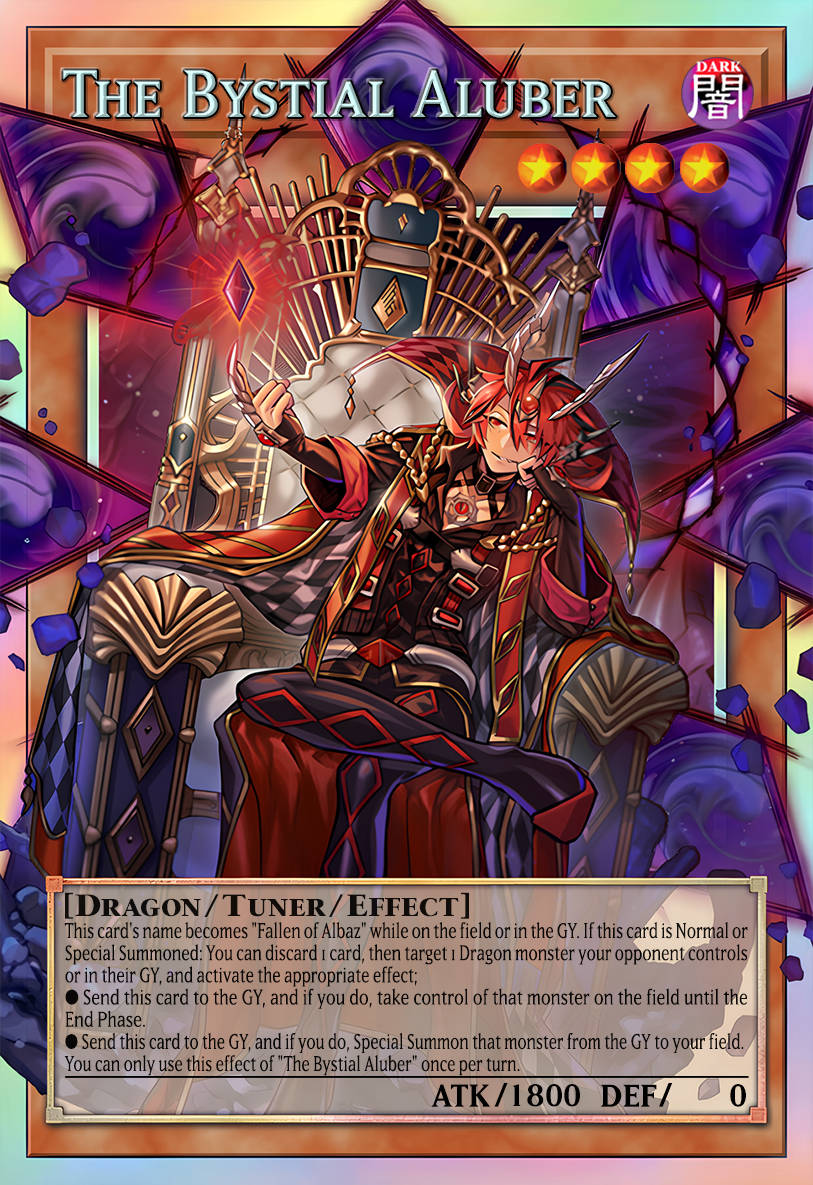 The Bystial Aluber
DARK
闇
[Dragon/Tuner/Effect]
This card's name becomes "Fallen of Albaz" while on the field or in the GY. If this card is Normal or
Special Summoned: You can discard 1 card, then target 1 Dragon monster your opponent controls
or in their GY, and activate the appropriate effect;
● Send this card to the GY, and if you do, take control of that monster on the field until the
End Phase.
● Send this card to the GY, and if you do, Special Summon that monster from the GY to your field.
You can only use this effect of "The Bystial Aluber" once per turn.
ATK/1800 DEF/ 0